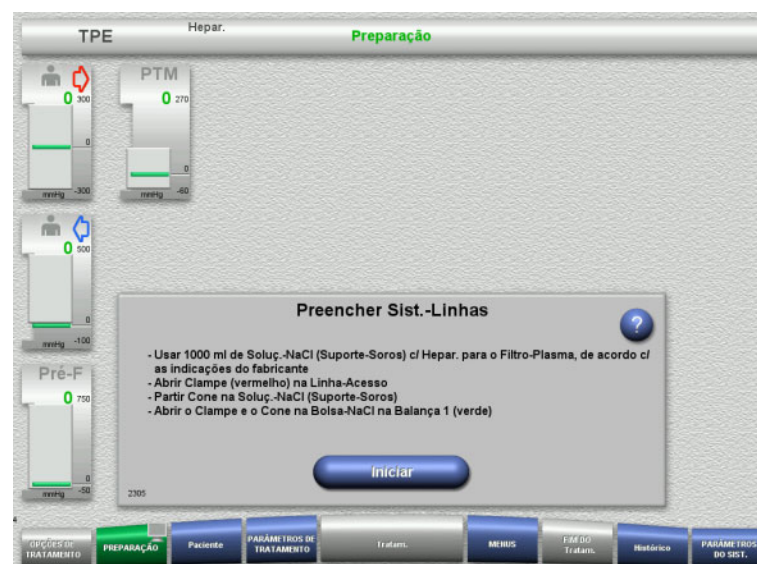 TPE
Hepar.
Preparação
0 300
0
mmHg -300
PTM
0 270
0
mmHg -60
0 500
0
mmHg -100
Pré-F
0 750
0
mmHg -50
Preencher Sist.-Linhas
?
- Usar 1000 ml de Soluç.-NaCl (Suporte-Soros) c/ Hepar. para o Filtro-Plasma, de acordo c/
as indicações do fabricante
- Abrir Clampe (vermelho) na Linha-Acesso
- Partir Cone na Soluç.-NaCl (Suporte-Soros)
- Abrir o Clampe e o Cone na Bolsa-NaCl na Balança 1 (verde)
Iniciar
2305
OPÇÕES DE
TRATAMENTO
PREPARAÇÃO
Paciente
PARÂMETROS DE
TRATAMENTO
Tratam.
MENUS
FIM DO
Tratam.
Histórico
PARÂMETROS
DO SIST.